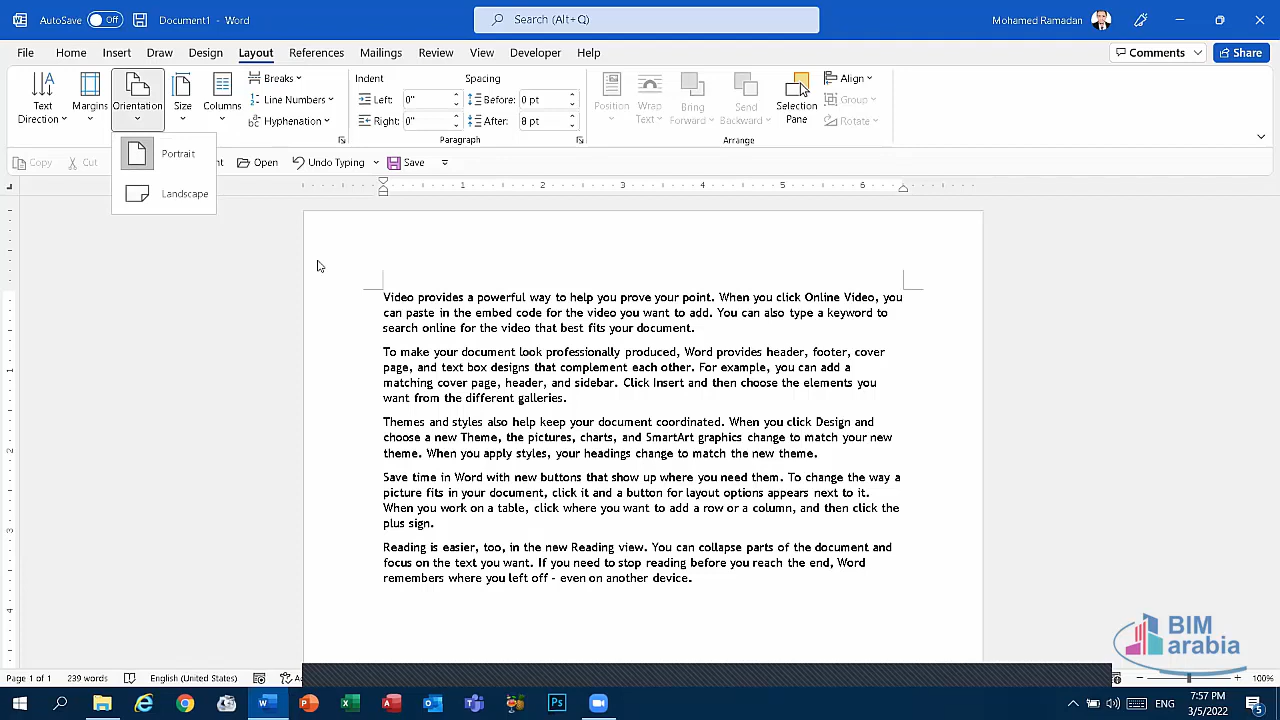 AutoSave Off Document1 - Word Search (Alt+Q) Mohamed Ramadan
File Home Insert Draw Design Layout References Mailings Review View Developer Help Comments Share
Text Direction Margins Orientation Size Columns Breaks Line Numbers Hyphenation
Indent Left: 0" Right: 0" Spacing Before: 0 pt After: 8 pt
Position Wrap Text Bring Forward Send Backward Selection Pane Align Group Rotate
Paragraph Arrange
Copy Cut Open Undo Typing Save
Portrait
Landscape
1 2 3 4 5 6
Video provides a powerful way to help you prove your point. When you click Online Video, you
can paste in the embed code for the video you want to add. You can also type a keyword to
search online for the video that best fits your document.
To make your document look professionally produced, Word provides header, footer, cover
page, and text box designs that complement each other. For example, you can add a
matching cover page, header, and sidebar. Click Insert and then choose the elements you
want from the different galleries.
Themes and styles also help keep your document coordinated. When you click Design and
choose a new Theme, the pictures, charts, and SmartArt graphics change to match your new
theme. When you apply styles, your headings change to match the new theme.
Save time in Word with new buttons that show up where you need them. To change the way a
picture fits in your document, click it and a button for layout options appears next to it.
When you work on a table, click where you want to add a row or a column, and then click the
plus sign.
Reading is easier, too, in the new Reading view. You can collapse parts of the document and
focus on the text you want. If you need to stop reading before you reach the end, Word
remembers where you left off - even on another device.
BIM
arabia
Page 1 of 1 239 words English (United States) 100%
ENG 7:57 PM
3/5/2022